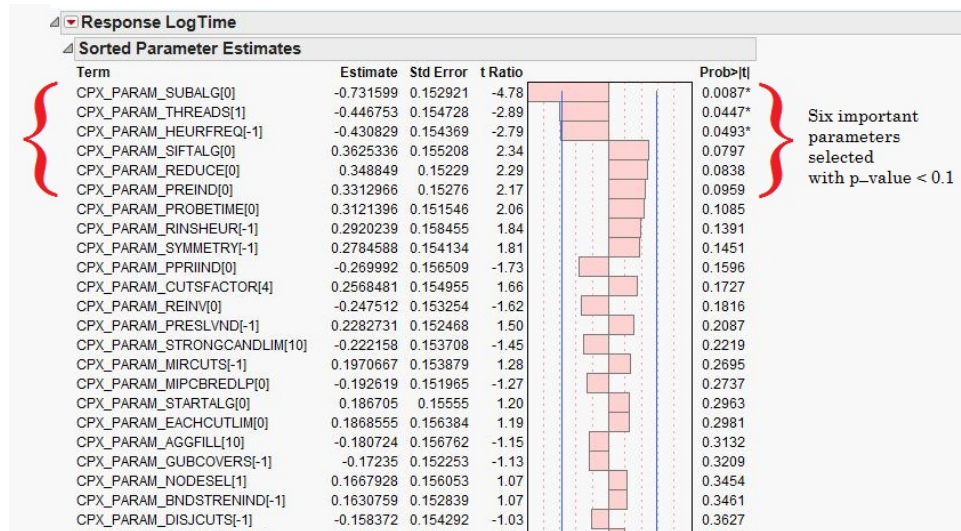 Response LogTime
Sorted Parameter Estimates
Term Estimate Std Error t Ratio Prob>|t|
CPX_PARAM_SUBALG[0] -0.731599 0.152921 -4.78 0.0087*
CPX_PARAM_THREADS[1] -0.446753 0.154728 -2.89 0.0447*
CPX_PARAM_HEURFREQ[-1] -0.430829 0.154369 -2.79 0.0493*
CPX_PARAM_SIFTALG[0] 0.3625336 0.155208 2.34 0.0797
CPX_PARAM_REDUCE[0] 0.348849 0.15229 2.29 0.0838
CPX_PARAM_PREIND[0] 0.3312966 0.15276 2.17 0.0959
CPX_PARAM_PROBETIME[0] 0.3121396 0.151546 2.06 0.1085
CPX_PARAM_RINSHEUR[-1] 0.2920239 0.158455 1.84 0.1391
CPX_PARAM_SYMMETRY[-1] 0.2784588 0.154134 1.81 0.1451
CPX_PARAM_PPRIIND[0] -0.269992 0.156509 -1.73 0.1596
CPX_PARAM_CUTSFACTOR[4] 0.2568481 0.154955 1.66 0.1727
CPX_PARAM_REINV[0] -0.247512 0.153254 -1.62 0.1816
CPX_PARAM_PRESLVND[-1] 0.2282731 0.152468 1.50 0.2087
CPX_PARAM_STRONGCANDLIM[10] -0.222158 0.153708 -1.45 0.2219
CPX_PARAM_MIRCUTS[-1] 0.1970667 0.153879 1.28 0.2695
CPX_PARAM_MIPCBREDLP[0] -0.192619 0.151965 -1.27 0.2737
CPX_PARAM_STARTALG[0] 0.186705 0.15555 1.20 0.2963
CPX_PARAM_EACHCUTLIM[0] 0.1868555 0.156384 1.19 0.2981
CPX_PARAM_AGGFILL[10] -0.180724 0.156762 -1.15 0.3132
CPX_PARAM_GUBCOVERS[-1] -0.17235 0.152253 -1.13 0.3209
CPX_PARAM_NODESEL[1] 0.1667928 0.156053 1.07 0.3454
CPX_PARAM_BNDSTRENIND[-1] 0.1630759 0.152839 1.07 0.3461
CPX_PARAM_DISJCUTS[-1] -0.158372 0.154292 -1.03 0.3627
Six important
parameters
selected
with p_value < 0.1